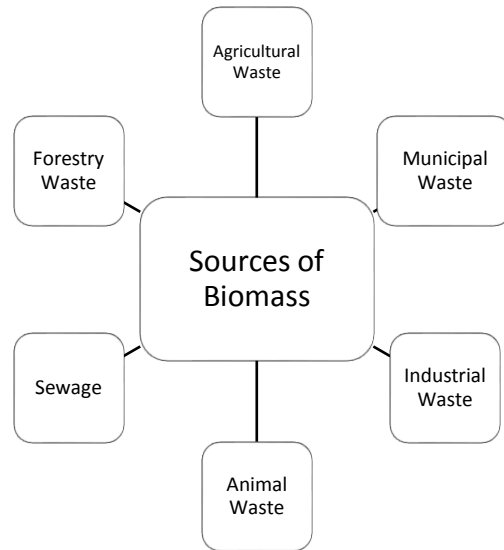 Agricultural
Waste
Forestry
Waste
Municipal
Waste
Sources of
Biomass
Sewage
Industrial
Waste
Animal
Waste